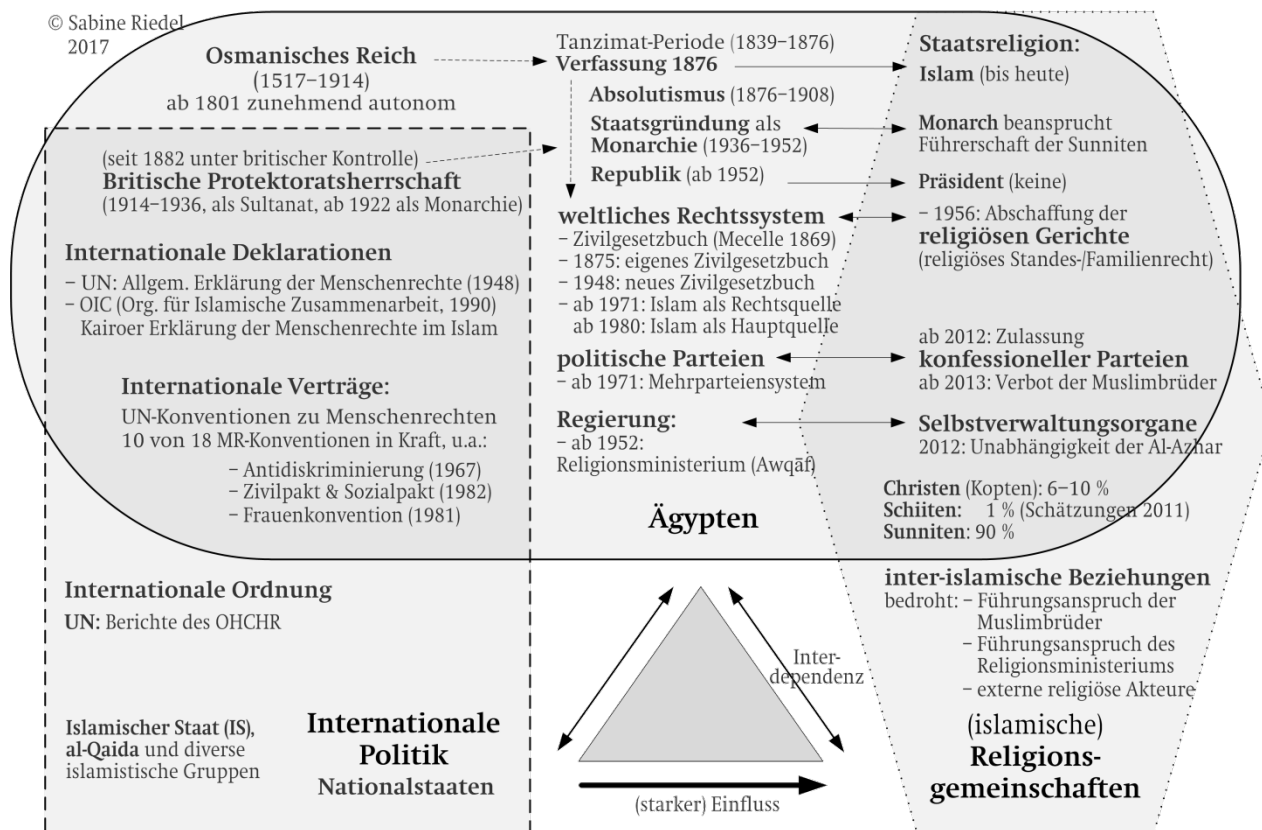 © Sabine Riedel
2017
Osmanisches Reich
(1517–1914)
ab 1801 zunehmend autonom
(seit 1882 unter britischer Kontrolle)
Britische Protektoratsherrschaft
(1914–1936, als Sultanat, ab 1922 als Monarchie)
Internationale Deklarationen
– UN: Allgem. Erklärung der Menschenrechte (1948)
– OIC (Org. für Islamische Zusammenarbeit, 1990)
Kairoer Erklärung der Menschenrechte im Islam
Internationale Verträge:
UN-Konventionen zu Menschenrechten
10 von 18 MR-Konventionen in Kraft, u.a.:
– Antidiskriminierung (1967)
– Zivilpakt & Sozialpakt (1982)
– Frauenkonvention (1981)
Tanzimat-Periode (1839–1876)
Verfassung 1876
Absolutismus (1876–1908)
Staatsgründung als
Monarchie (1936–1952)
Republik (ab 1952)
weltliches Rechtssystem
– Zivilgesetzbuch (Mecelle 1869)
– 1875: eigenes Zivilgesetzbuch
– 1948: neues Zivilgesetzbuch
– ab 1971: Islam als Rechtsquelle
ab 1980: Islam als Hauptquelle
politische Parteien
– ab 1971: Mehrparteiensystem
Regierung:
– ab 1952:
Religionsministerium (Awqāf)
Ägypten
Staatsreligion:
Islam (bis heute)
Monarch beansprucht
Führerschaft der Sunniten
Präsident (keine)
– 1956: Abschaffung der
religiösen Gerichte
(religiöses Standes-/Familienrecht)
ab 2012: Zulassung
konfessioneller Parteien
ab 2013: Verbot der Muslimbrüder
Selbstverwaltungsorgane
2012: Unabhängigkeit der Al-Azhar
Christen (Kopten): 6–10 %
Schiiten: 1 % (Schätzungen 2011)
Sunniten: 90 %
Internationale Ordnung
UN: Berichte des OHCHR
Islamischer Staat (IS),
al-Qaida und diverse
islamistische Gruppen
Internationale
Politik
Nationalstaaten
Inter-
dependenz
(starker) Einfluss
inter-islamische Beziehungen
bedroht: – Führungsanspruch der
Muslimbrüder
– Führungsanspruch des
Religionsministeriums
– externe religiöse Akteure
(islamische)
Religions-
gemeinschaften